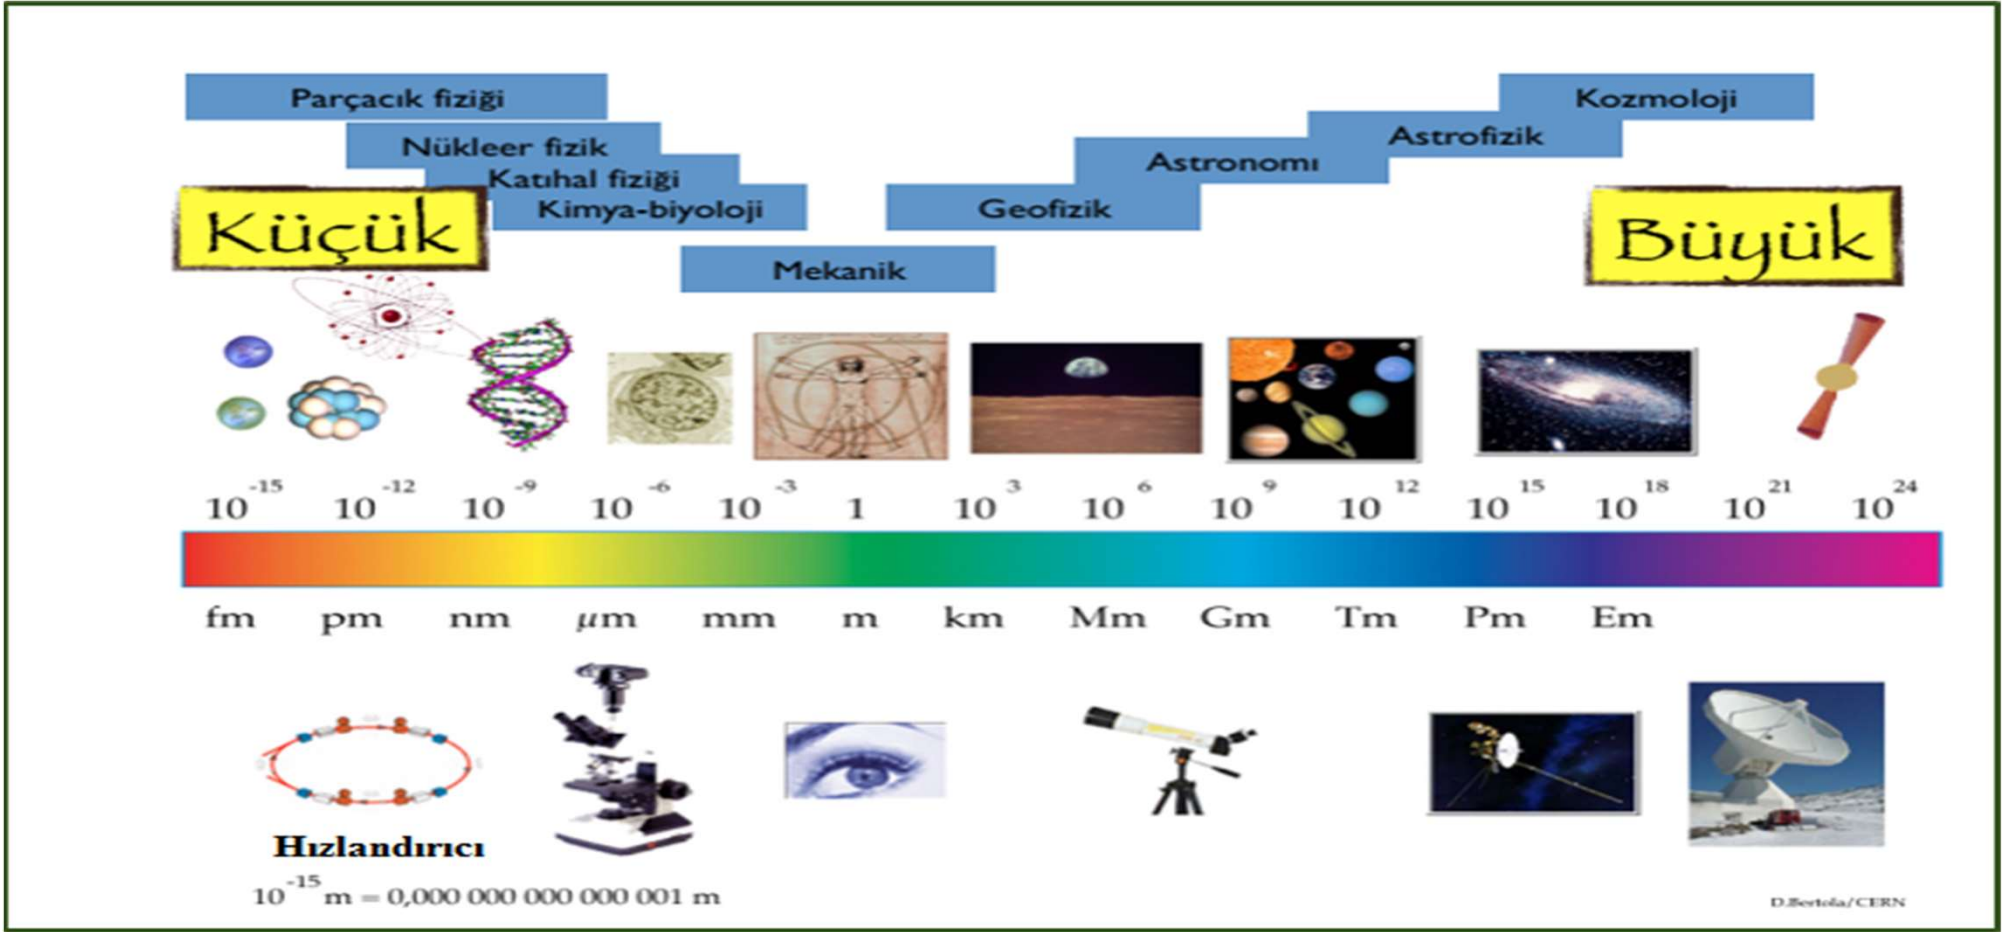 Parçacık fiziği
Kozmoloji
Nükleer fizik
Astrofizik
Katıhal fiziği
Astronomı
Kimya-biyoloji
Geofizik
Küçük
Büyük
Mekanik
10⁻¹⁵ 10⁻¹² 10⁻⁹ 10⁻⁶ 10⁻³ 1 10³ 10⁶ 10⁹ 10¹² 10¹⁵ 10¹⁸ 10²¹ 10²⁴
fm pm nm µm mm m km Mm Gm Tm Pm Em
Hızlandırıcı
10⁻¹⁵ m = 0,000 000 000 000 001 m
D.Bertola/CERN